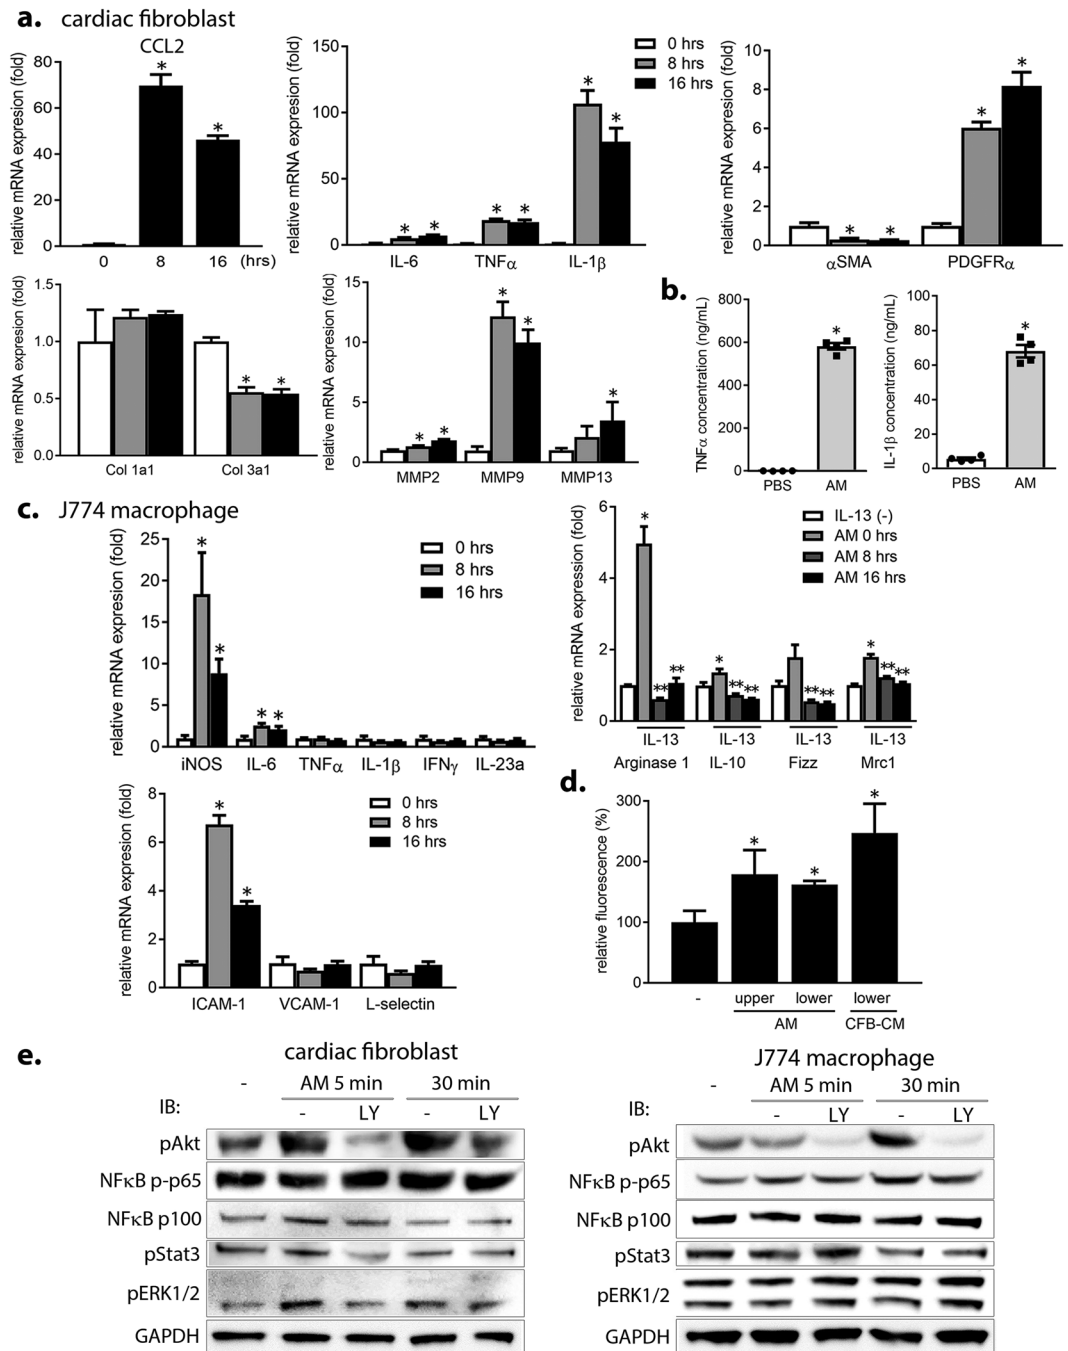 a. cardiac fibroblast
CCL2
relative mRNA expresion (fold)
80
60
40
20
0
*
*
0 8 16 (hrs)
relative mRNA expresion (fold)
150
100
50
0
0 hrs
8 hrs
16 hrs
* * * * * *
IL-6 TNFα IL-1β
relative mRNA expression (fold)
10
8
6
4
2
0
* * * *
αSMA PDGFRα
relative mRNA expression (fold)
1.5
1.0
0.5
0.0
* *
Col 1a1 Col 3a1
relative mRNA expression (fold)
15
10
5
0
* * * * *
MMP2 MMP9 MMP13
b.
TNFα concentration (ng/mL)
800
600
400
200
0
*
PBS AM
IL-1β concentration (ng/mL)
100
80
60
40
20
0
*
PBS AM
c. J774 macrophage
relative mRNA expression (fold)
25
20
15
10
5
0
0 hrs
8 hrs
16 hrs
* * * *
iNOS IL-6 TNFα IL-1β IFNγ IL-23a
relative mRNA expression (fold)
6
4
2
0
IL-13 (-)
AM 0 hrs
AM 8 hrs
AM 16 hrs
* ** ** * ** ** ** ** * ** **
IL-13 IL-13 IL-13 IL-13
Arginase 1 IL-10 Fizz Mrc1
relative mRNA expression (fold)
8
6
4
2
0
0 hrs
8 hrs
16 hrs
* *
ICAM-1 VCAM-1 L-selectin
d.
relative fluorescence (%)
300
200
100
0
* * *
- upper lower lower
AM CFB-CM
e.
cardiac fibroblast
- AM 5 min 30 min
IB: - LY - LY
pAkt
NFκB p-p65
NFκB p100
pStat3
pERK1/2
GAPDH
J774 macrophage
- AM 5 min 30 min
IB: - LY - LY
pAkt
NFκB p-p65
NFκB p100
pStat3
pERK1/2
GAPDH